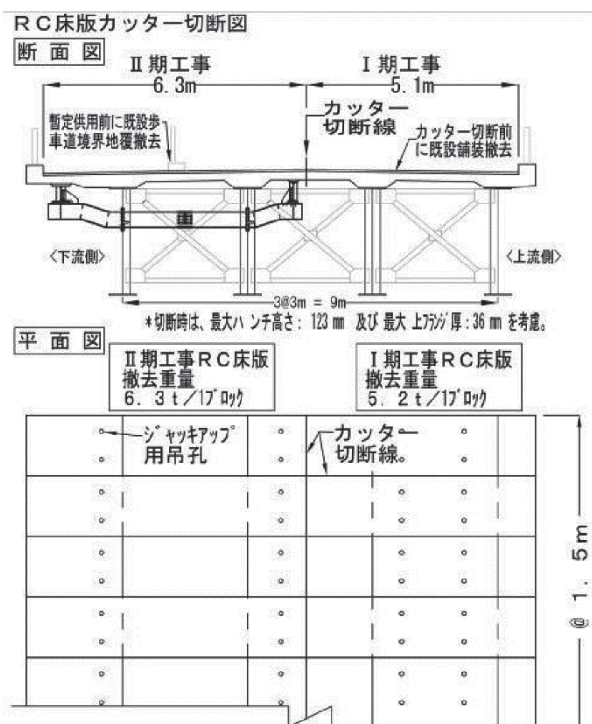 RC床版カッター切断図
断面図
Ⅱ期工事
6.3m
Ⅰ期工事
5.1m
カッター
切断線
暫定供用前に既設歩
車道境界地覆撤去
カッター切断前
に既設舗装撤去
<下流側>
<上流側>
3@3m = 9m
*切断時は、最大ハンチ高さ: 123 mm 及び 最大 上フランジ厚:36 mm を考慮。
平面図
Ⅱ期工事RC床版
撤去重量
6.3t/1ブロック
Ⅰ期工事RC床版
撤去重量
5.2t/1ブロック
ジャッキアップ
用吊孔
カッター
切断線
@1.5m